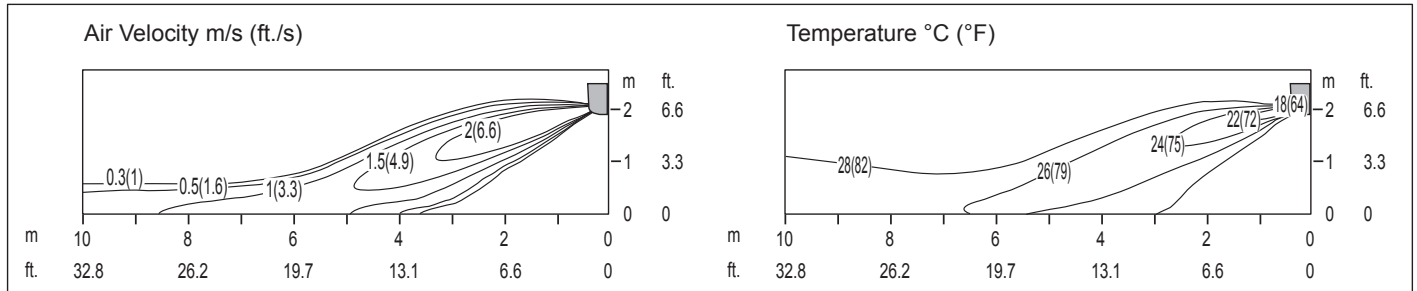 Air Velocity m/s (ft./s)
m ft.
2 6.6
2(6.6)
1.5(4.9)
1 3.3
0.3(1)
0.5(1.6)
1(3.3)
0 0
m 10 8 6 4 2 0
ft. 32.8 26.2 19.7 13.1 6.6 0
Temperature °C (°F)
m ft.
18(64)
2 6.6
22(72)
24(75)
28(82)
26(79)
1 3.3
0 0
m 10 8 6 4 2 0
ft. 32.8 26.2 19.7 13.1 6.6 0